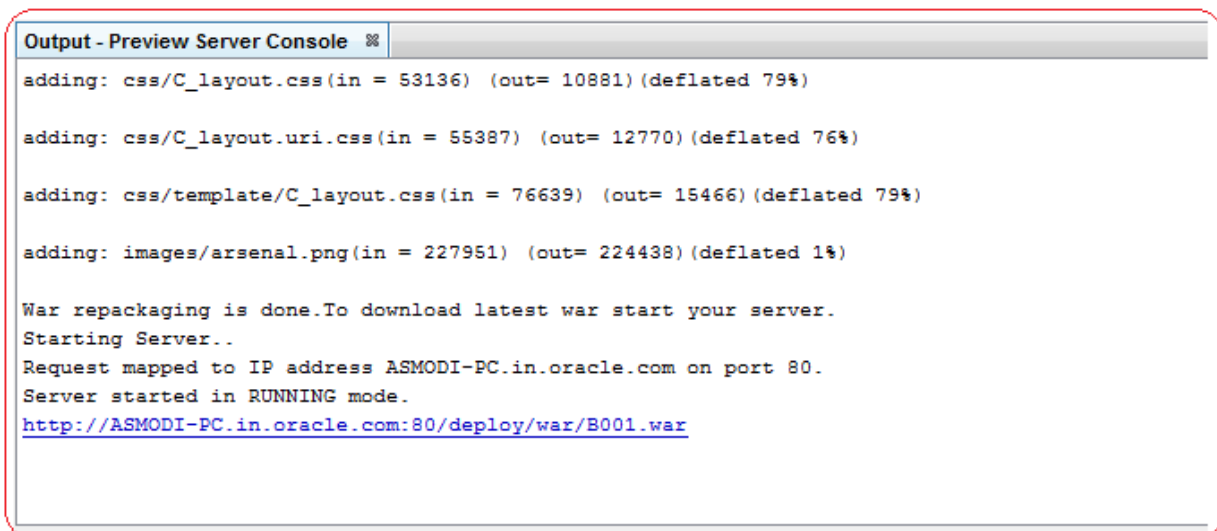 Output - Preview Server Console
adding: css/C_layout.css(in = 53136) (out= 10881)(deflated 79%)
adding: css/C_layout.uri.css(in = 55387) (out= 12770)(deflated 76%)
adding: css/template/C_layout.css(in = 76639) (out= 15466)(deflated 79%)
adding: images/arsenal.png(in = 227951) (out= 224438)(deflated 1%)
War repackaging is done.To download latest war start your server.
Starting Server..
Request mapped to IP address ASMODI-PC.in.oracle.com on port 80.
Server started in RUNNING mode.
http://ASMODI-PC.in.oracle.com:80/deploy/war/B001.war